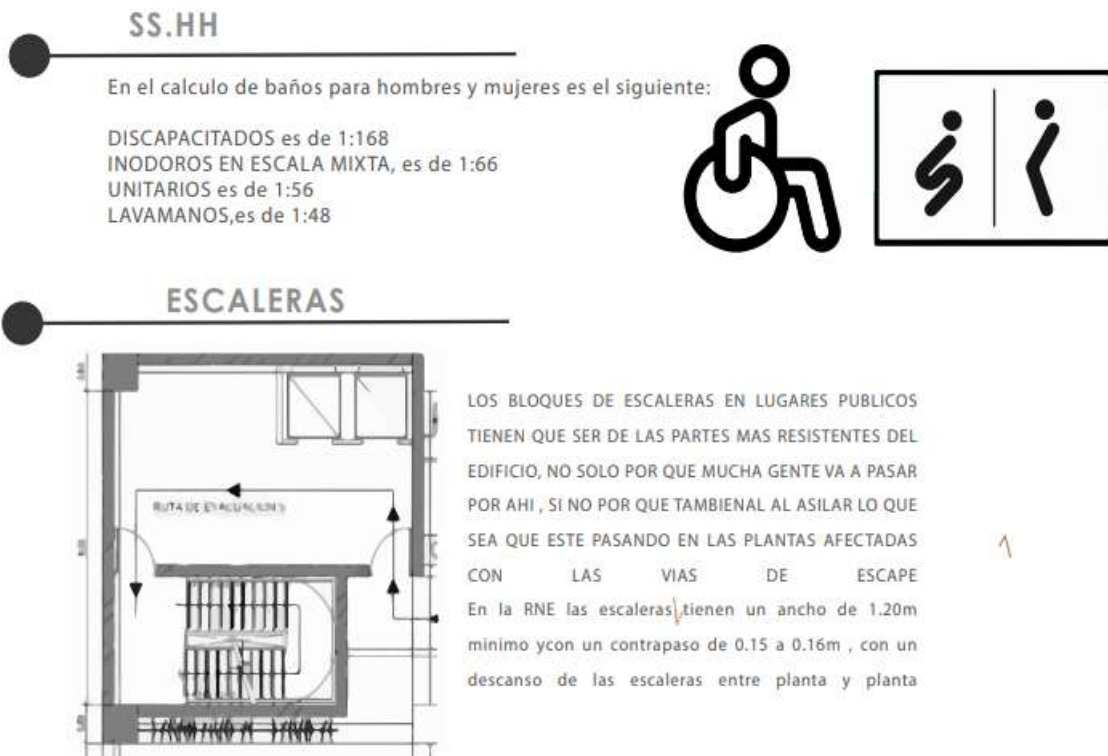 SS.HH
En el calculo de baños para hombres y mujeres es el siguiente:
DISCAPACITADOS es de 1:168
INODOROS EN ESCALA MIXTA, es de 1:66
UNITARIOS es de 1:56
LAVAMANOS,es de 1:48
ESCALERAS
RUTA DE EVACUACION
LOS BLOQUES DE ESCALERAS EN LUGARES PUBLICOS
TIENEN QUE SER DE LAS PARTES MAS RESISTENTES DEL
EDIFICIO, NO SOLO POR QUE MUCHA GENTE VA A PASAR
POR AHI , SI NO POR QUE TAMBIENAL AL ASILAR LO QUE
SEA QUE ESTE PASANDO EN LAS PLANTAS AFECTADAS
CON LAS VIAS DE ESCAPE
En la RNE las escaleras tienen un ancho de 1.20m
minimo ycon un contrapaso de 0.15 a 0.16m , con un
descanso de las escaleras entre planta y planta